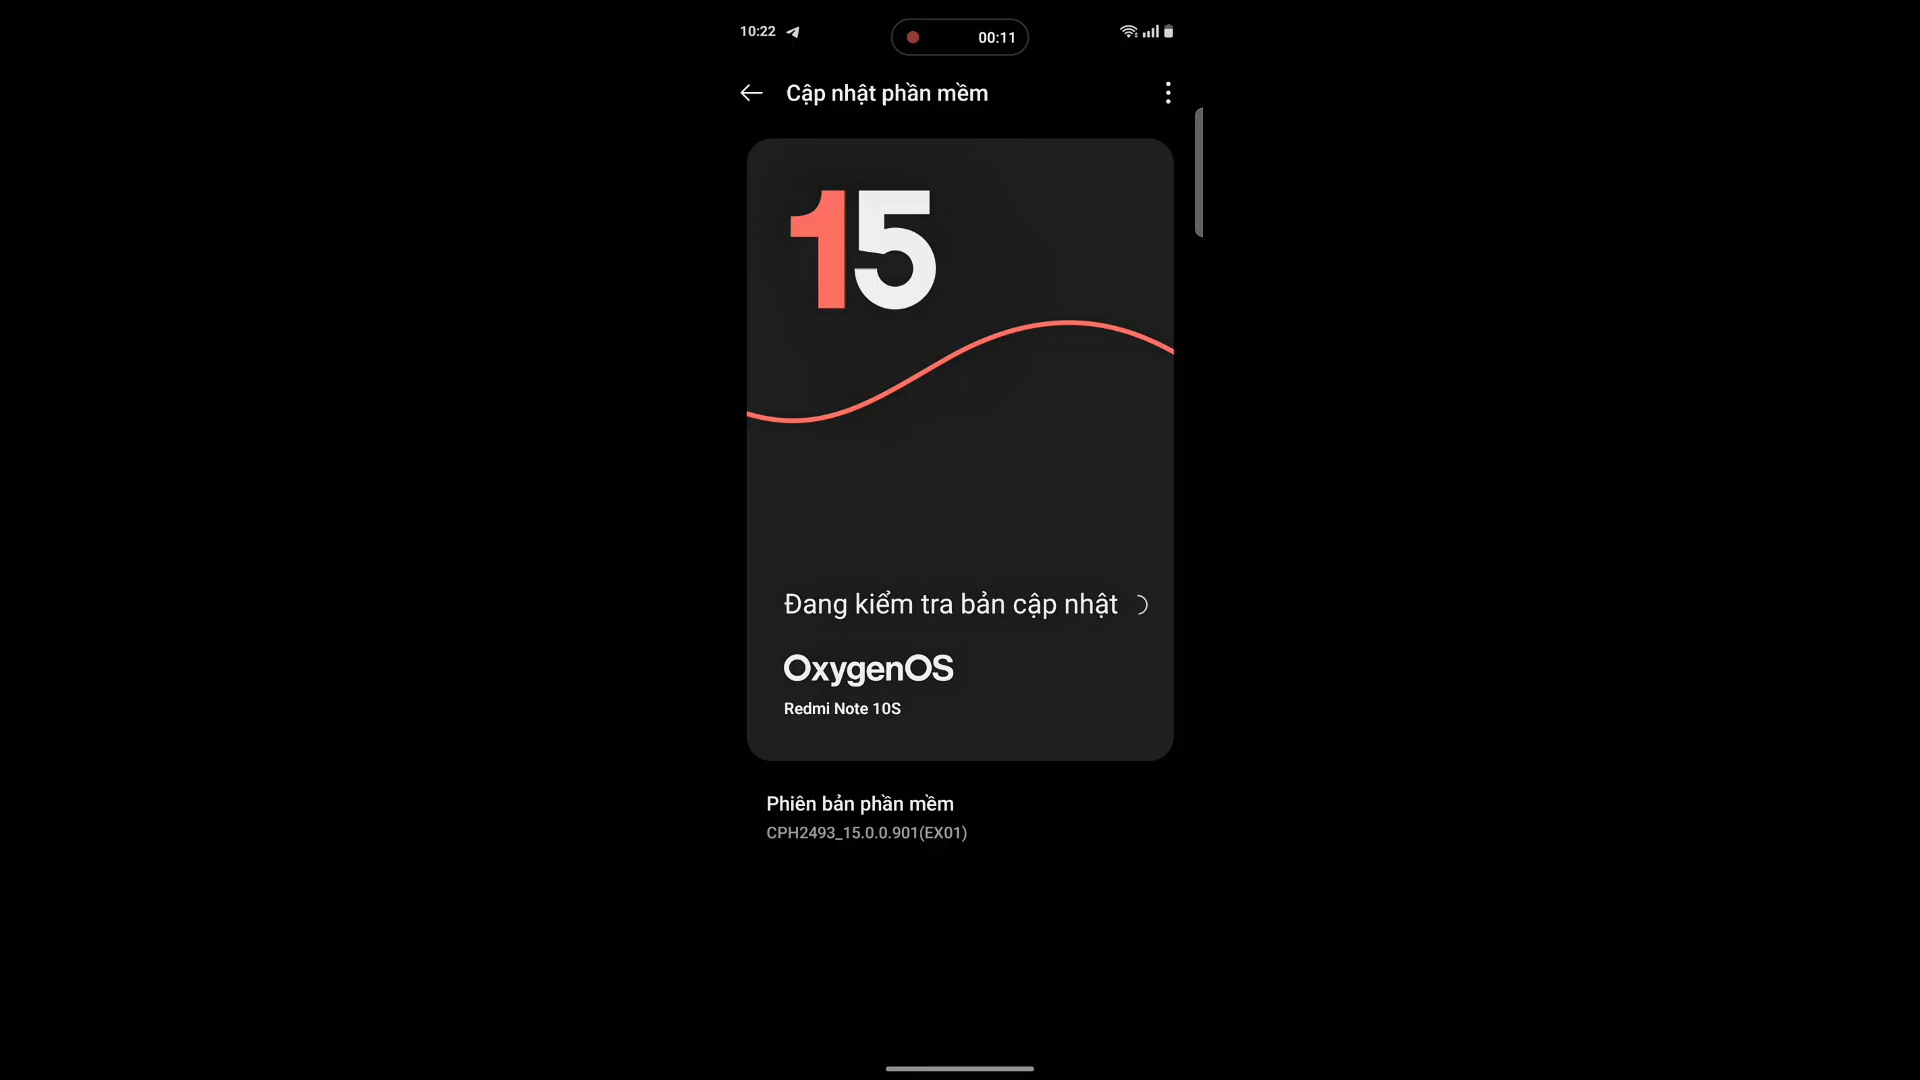 10:22
00:11
Cập nhật phần mềm
15
Đang kiểm tra bản cập nhật
OxygenOS
Redmi Note 10S
Phiên bản phần mềm
CPH2493_15.0.0.901(EX01)